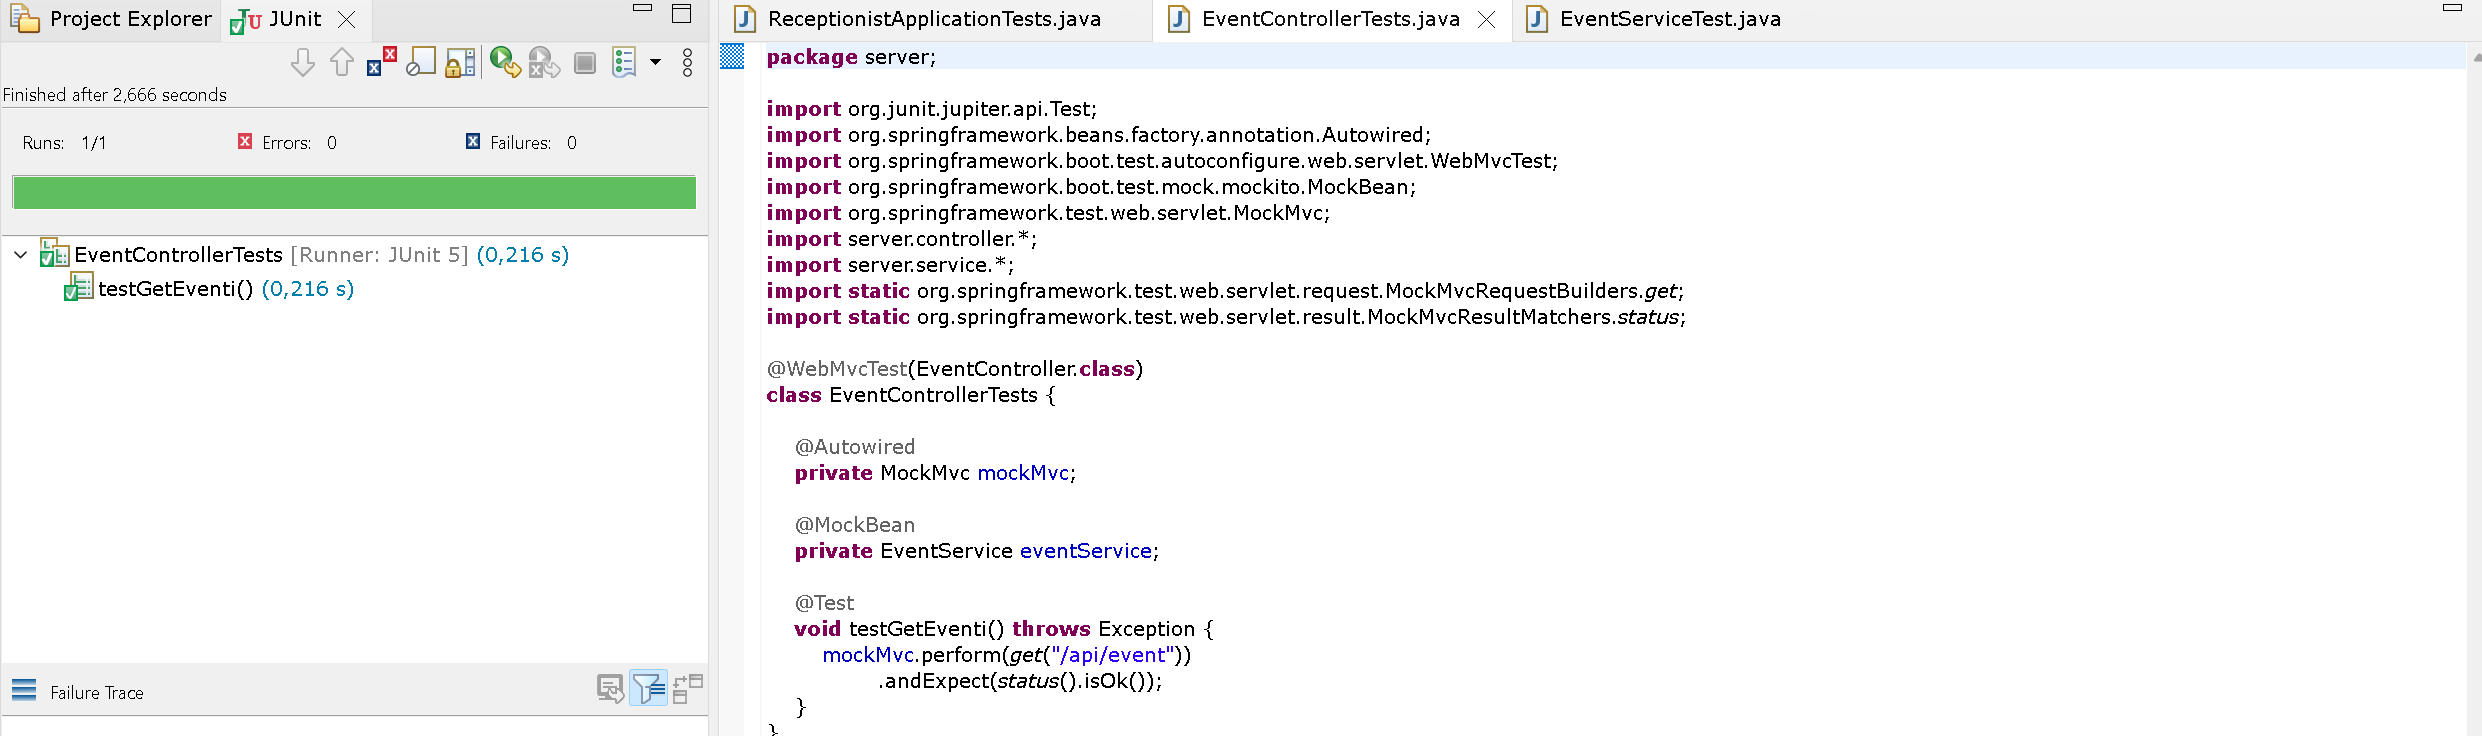 Project Explorer
JUnit
Finished after 2,666 seconds
Runs: 1/1
Errors: 0
Failures: 0
EventControllerTests [Runner: JUnit 5] (0,216 s)
testGetEventi() (0,216 s)
Failure Trace
ReceptionistApplicationTests.java
EventControllerTests.java
EventServiceTest.java
package server;
import org.junit.jupiter.api.Test;
import org.springframework.beans.factory.annotation.Autowired;
import org.springframework.boot.test.autoconfigure.web.servlet.WebMvcTest;
import org.springframework.boot.test.mock.mockito.MockBean;
import org.springframework.test.web.servlet.MockMvc;
import server.controller.*;
import server.service.*;
import static org.springframework.test.web.servlet.request.MockMvcRequestBuilders.get;
import static org.springframework.test.web.servlet.result.MockMvcResultMatchers.status;
@WebMvcTest(EventController.class)
class EventControllerTests {
@Autowired
private MockMvc mockMvc;
@MockBean
private EventService eventService;
@Test
void testGetEventi() throws Exception {
mockMvc.perform(get("/api/event"))
.andExpect(status().isOk());
}
}